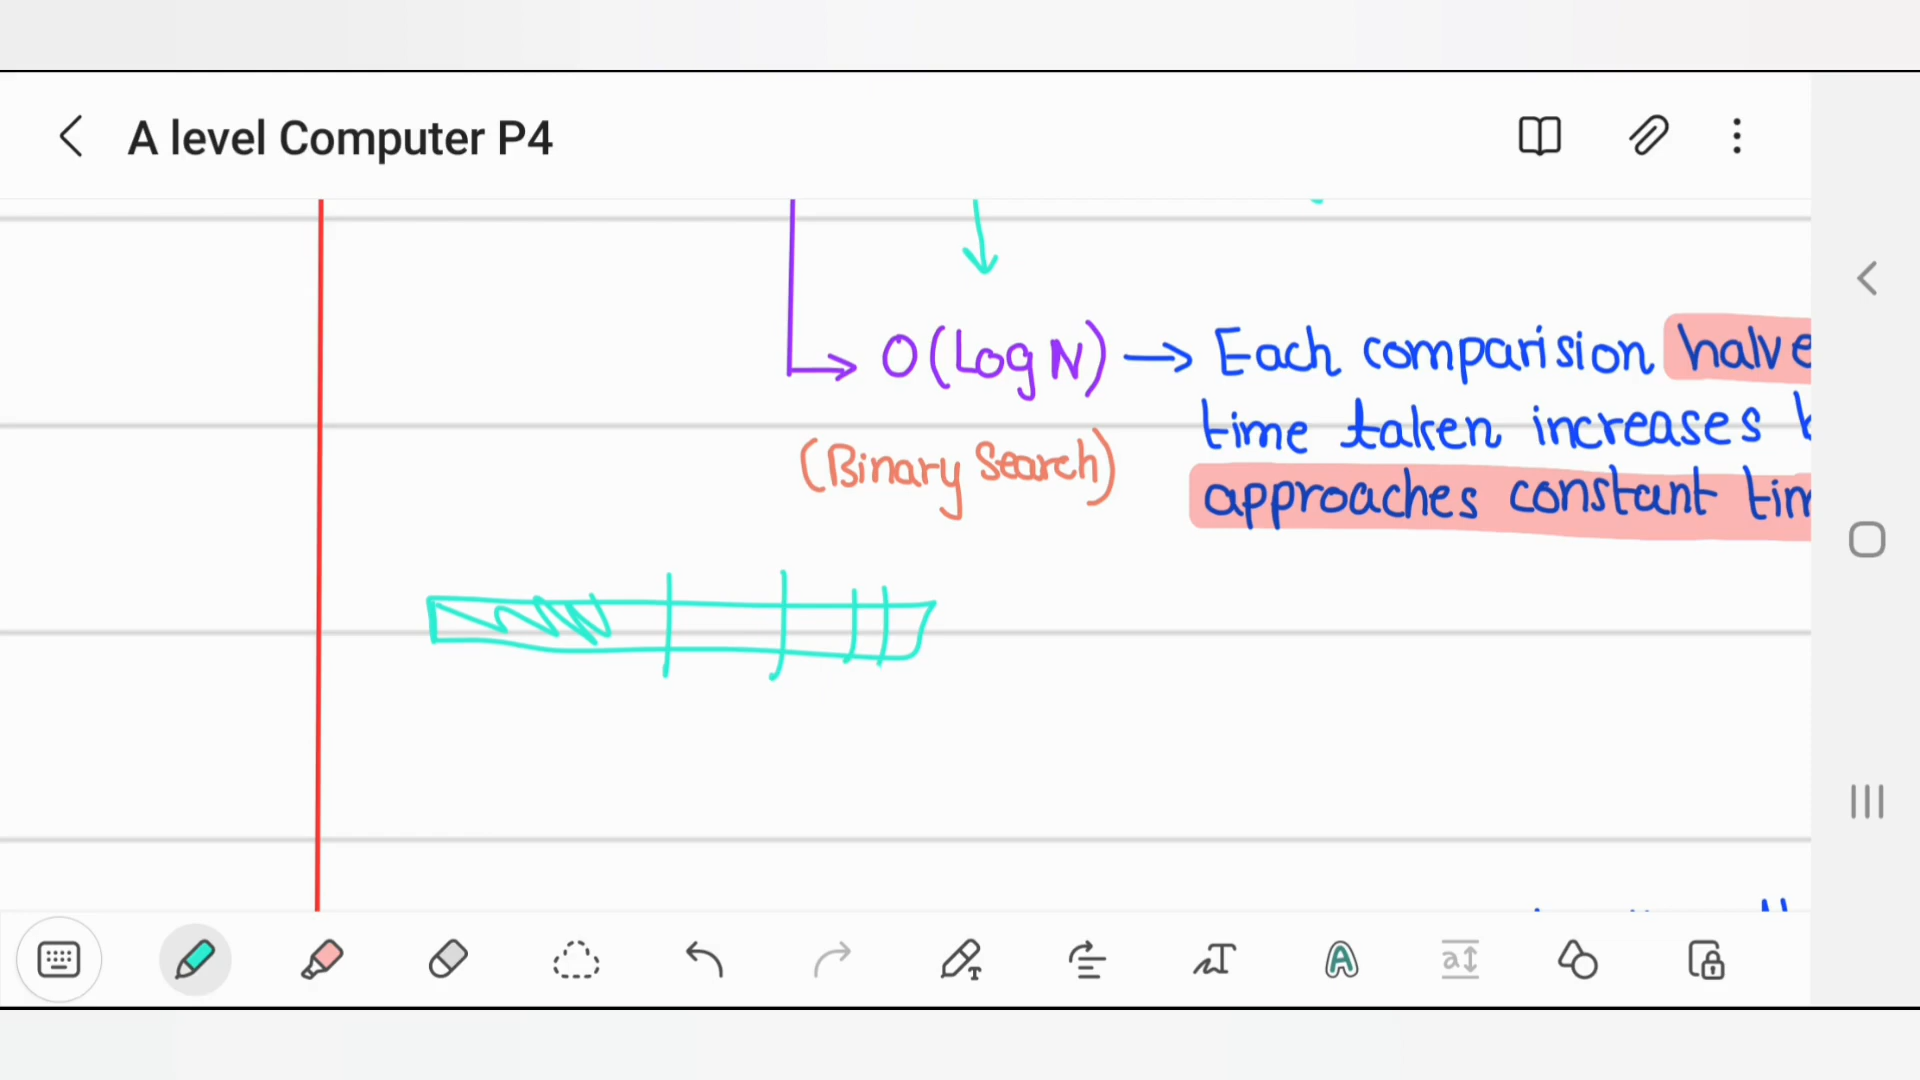 A level Computer P4
O(Log N) → Each comparision halve
(Binary Search)
time taken increases b
approaches constant tim